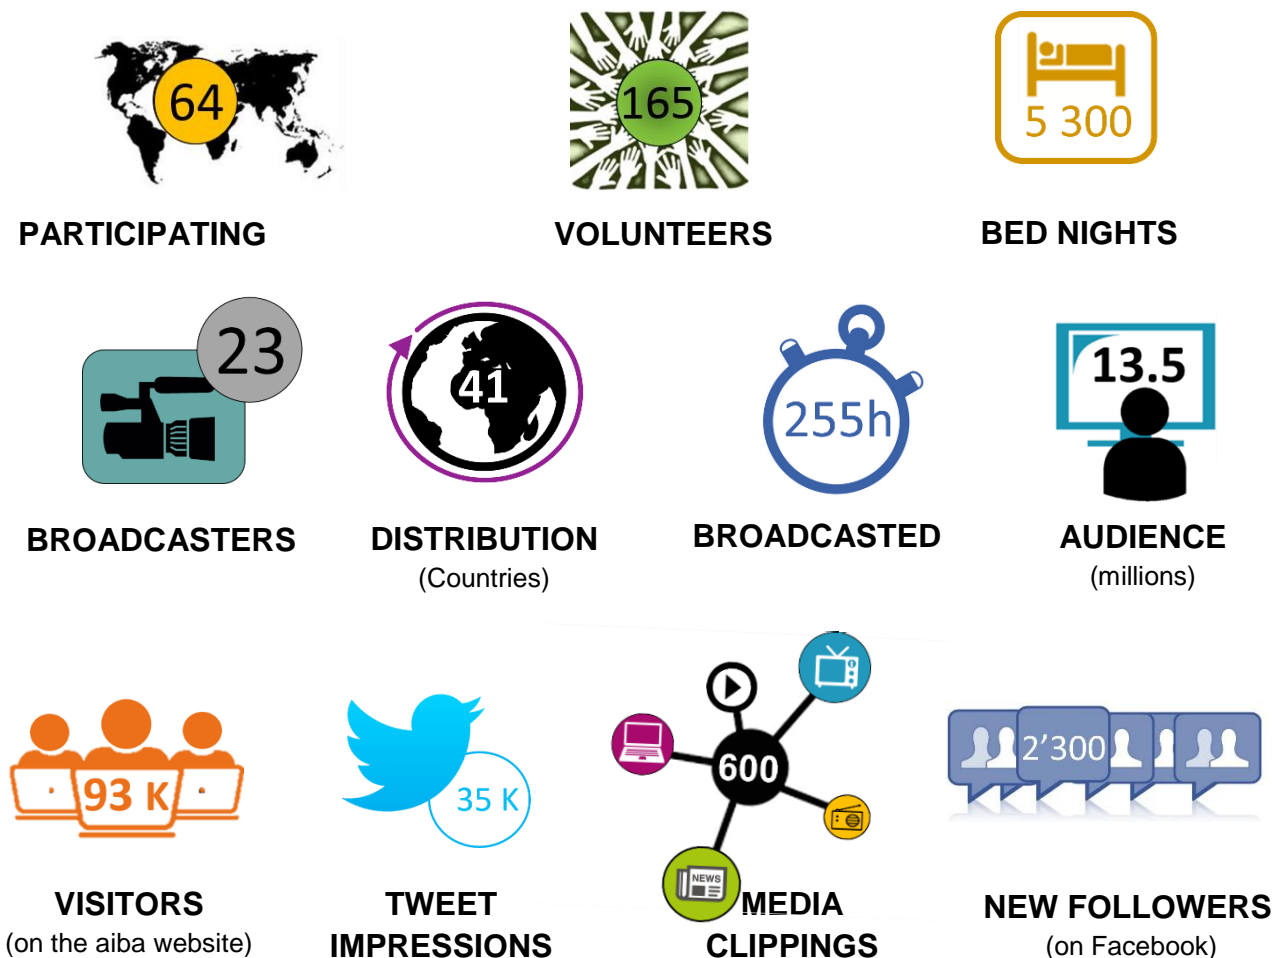 64
165
5 300
PARTICIPATING
VOLUNTEERS
BED NIGHTS
23
41
255h
13.5
BROADCASTERS
DISTRIBUTION
(Countries)
BROADCASTED
AUDIENCE
(millions)
93 K
35 K
600
NEWS
2’300
VISITORS
(on the aiba website)
TWEET
IMPRESSIONS
MEDIA
CLIPPINGS
NEW FOLLOWERS
(on Facebook)